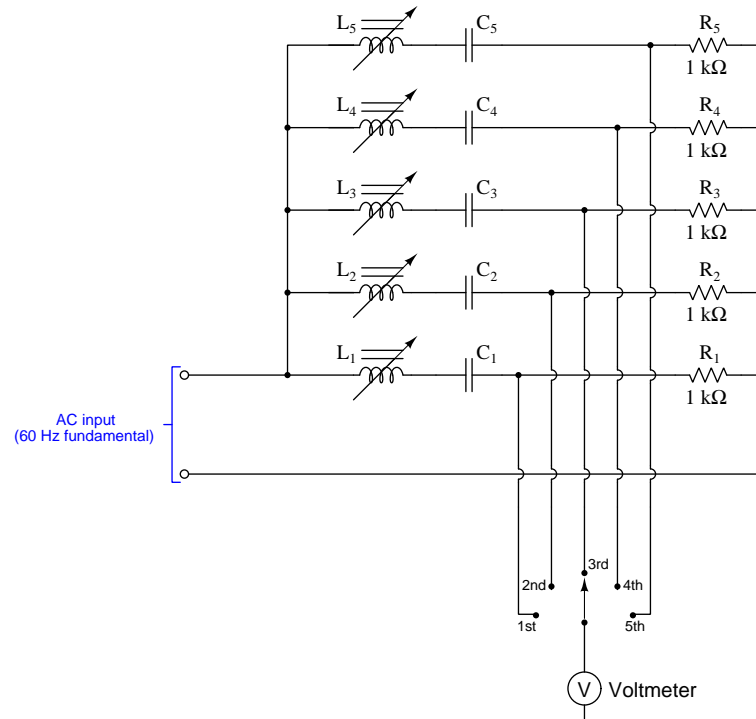 L5 C5 R5
1 kΩ
L4 C4 R4
1 kΩ
L3 C3 R3
1 kΩ
L2 C2 R2
1 kΩ
L1 C1 R1
1 kΩ
AC input
(60 Hz fundamental)
3rd
2nd 4th
1st 5th
V Voltmeter